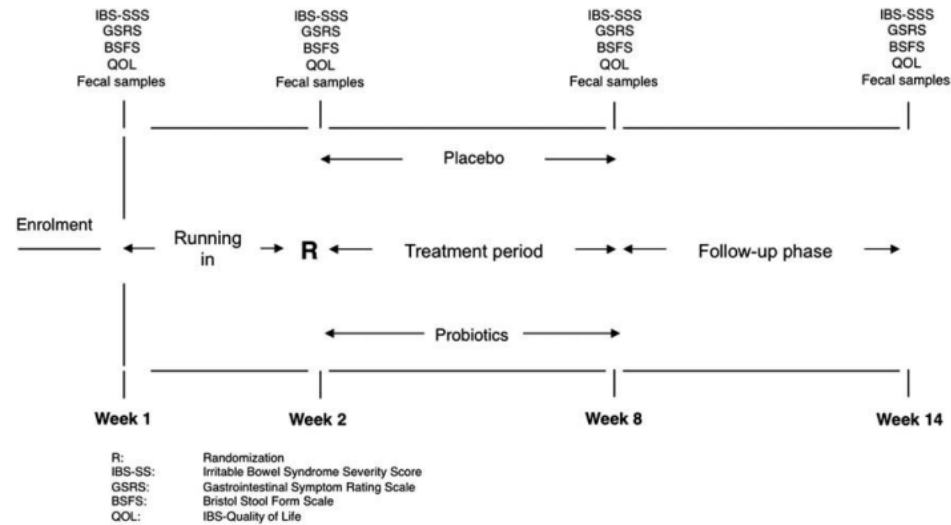 IBS-SSS IBS-SSS IBS-SSS IBS-SSS
GSRS GSRS GSRS GSRS
BSFS BSFS BSFS BSFS
QOL QOL QOL QOL
Fecal samples Fecal samples Fecal samples Fecal samples
Placebo
Enrolment
Running
in
R
Treatment period
Follow-up phase
Probiotics
Week 1 Week 2 Week 8 Week 14
R: Randomization
IBS-SS: Irritable Bowel Syndrome Severity Score
GSRS: Gastrointestinal Symptom Rating Scale
BSFS: Bristol Stool Form Scale
QOL: IBS-Quality of Life